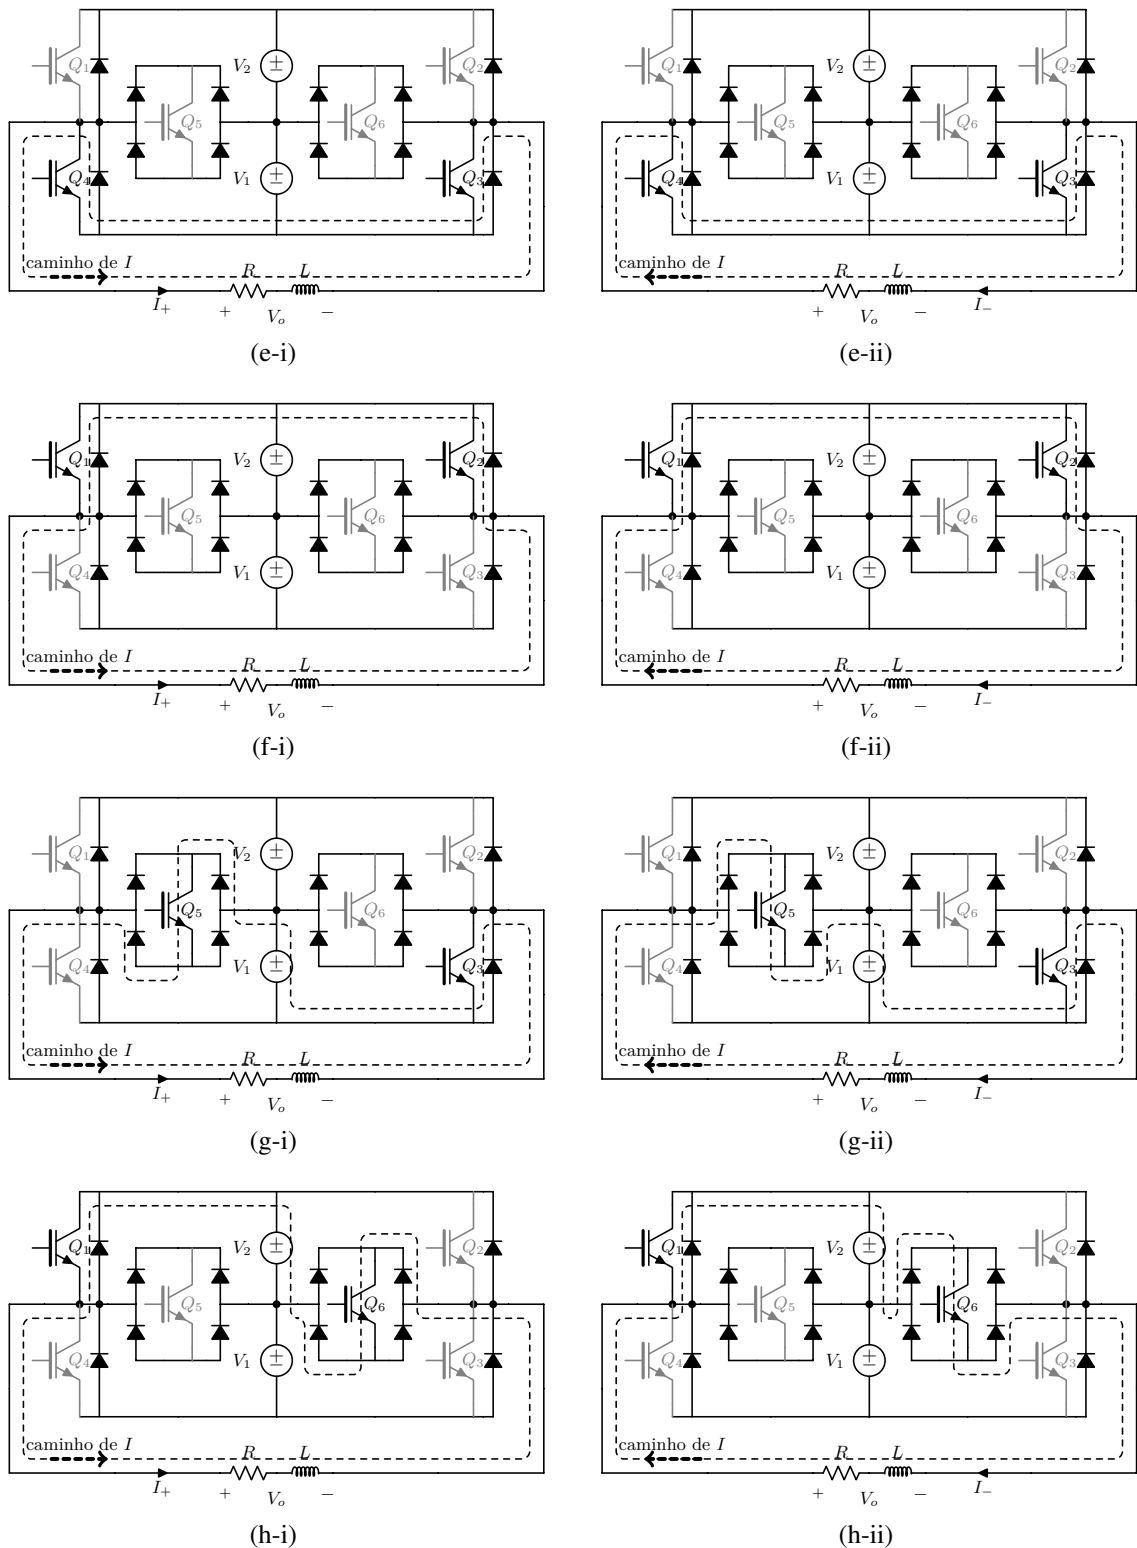 Q1 V2 Q2 Q1 V2 Q2
Q5 Q6 Q5 Q6
Q4 V1 Q3 Q4 V1 Q3
caminho de I caminho de I
R L R L
I+ + Vo − + Vo − I−
(e-i) (e-ii)
Q1 V2 Q2 Q1 V2 Q2
Q5 Q6 Q5 Q6
Q4 V1 Q3 Q4 V1 Q3
caminho de I caminho de I
R L R L
I+ + Vo − + Vo − I−
(f-i) (f-ii)
Q1 V2 Q2 Q1 V2 Q2
Q5 Q6 Q5 Q6
Q4 V1 Q3 Q4 V1 Q3
caminho de I caminho de I
R L R L
I+ + Vo − + Vo − I−
(g-i) (g-ii)
Q1 V2 Q2 Q1 V2 Q2
Q5 Q6 Q5 Q6
Q4 V1 Q3 Q4 V1 Q3
caminho de I caminho de I
R L R L
I+ + Vo − + Vo − I−
(h-i) (h-ii)